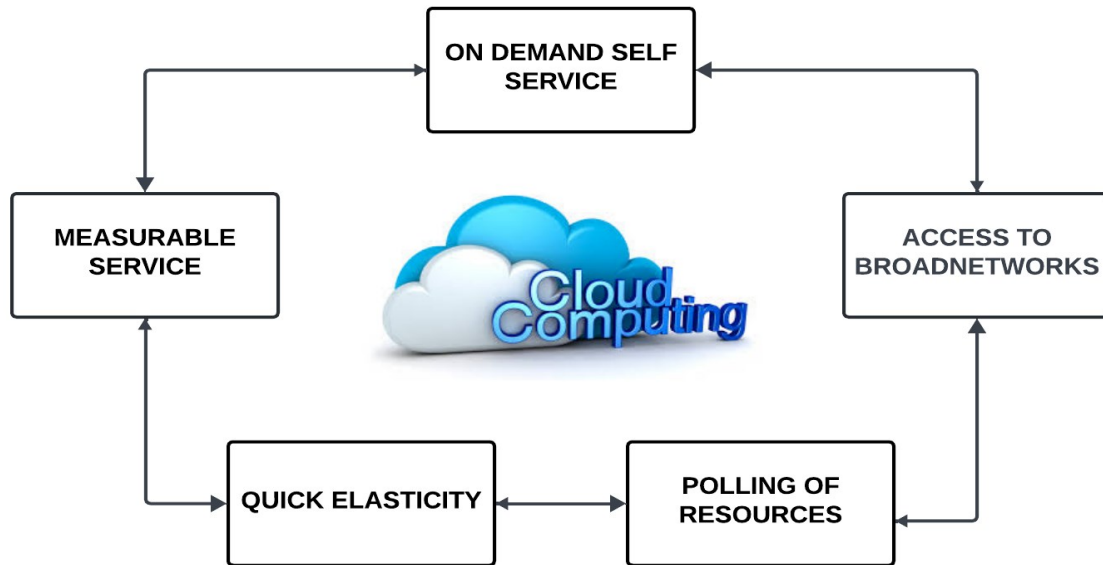 ON DEMAND SELF
SERVICE
MEASURABLE
SERVICE
ACCESS TO
BROADNETWORKS
Cloud
Computing
QUICK ELASTICITY
POLLING OF
RESOURCES